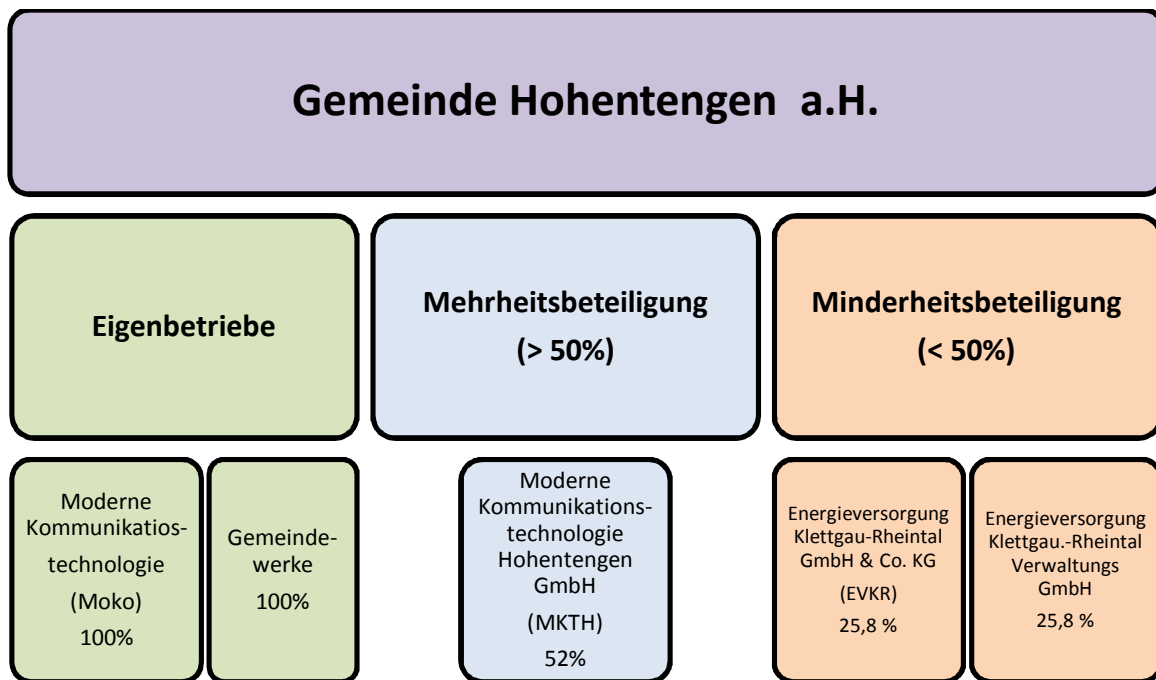 Gemeinde Hohentengen a.H.
Eigenbetriebe
Mehrheitsbeteiligung
(> 50%)
Minderheitsbeteiligung
(< 50%)
Moderne
Kommunikatios-
technologie
(Moko)
100%
Gemeinde-
werke
100%
Moderne
Kommunikations-
technologie
Hohentengen
GmbH
(MKTH)
52%
Energieversorgung
Klettgau-Rheintal
GmbH & Co. KG
(EVKR)
25,8 %
Energieversorgung
Klettgau.-Rheintal
Verwaltungs
GmbH
25,8 %